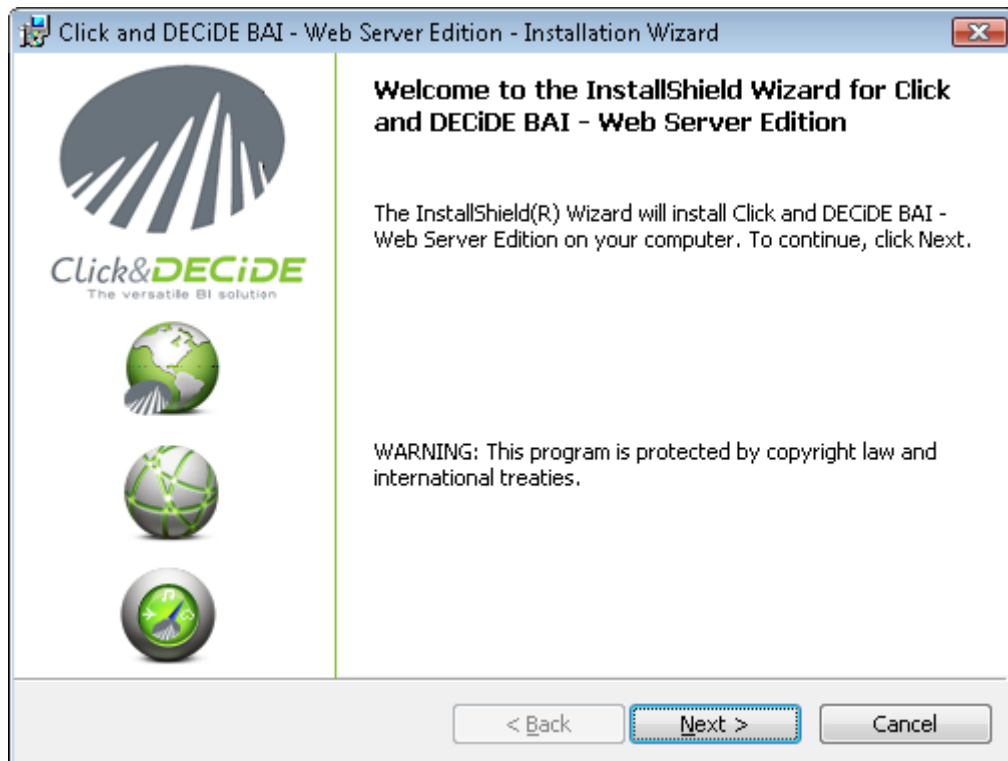 Click and DECiDE BAI - Web Server Edition - Installation Wizard
Click&DECiDE
The versatile BI solution
Welcome to the InstallShield Wizard for Click
and DECiDE BAI - Web Server Edition
The InstallShield(R) Wizard will install Click and DECiDE BAI -
Web Server Edition on your computer. To continue, click Next.
WARNING: This program is protected by copyright law and
international treaties.
< Back
Next >
Cancel